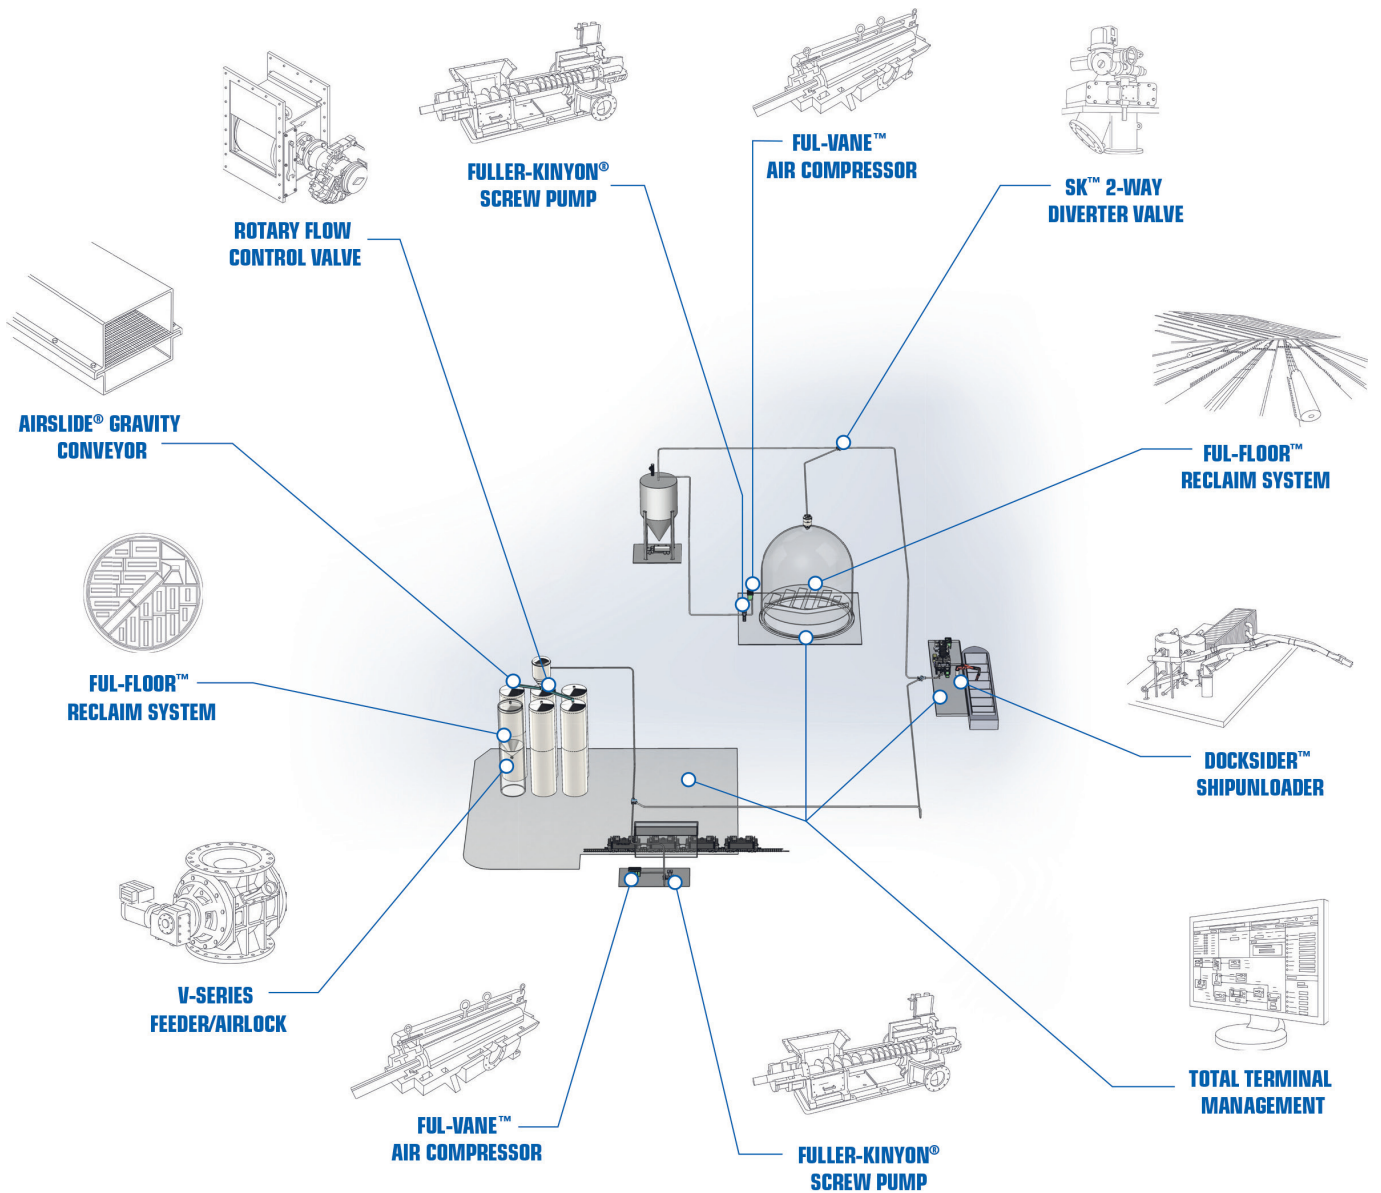 FUL-VANE™
AIR COMPRESSOR
FULLER-KINYON®
SCREW PUMP
SK™ 2-WAY
DIVERTER VALVE
ROTARY FLOW
CONTROL VALVE
AIRSLIDE® GRAVITY
CONVEYOR
FUL-FLOOR™
RECLAIM SYSTEM
FUL-FLOOR™
RECLAIM SYSTEM
DOCKSIDER™
SHIPUNLOADER
V-SERIES
FEEDER/AIRLOCK
TOTAL TERMINAL
MANAGEMENT
FUL-VANE™
AIR COMPRESSOR
FULLER-KINYON®
SCREW PUMP